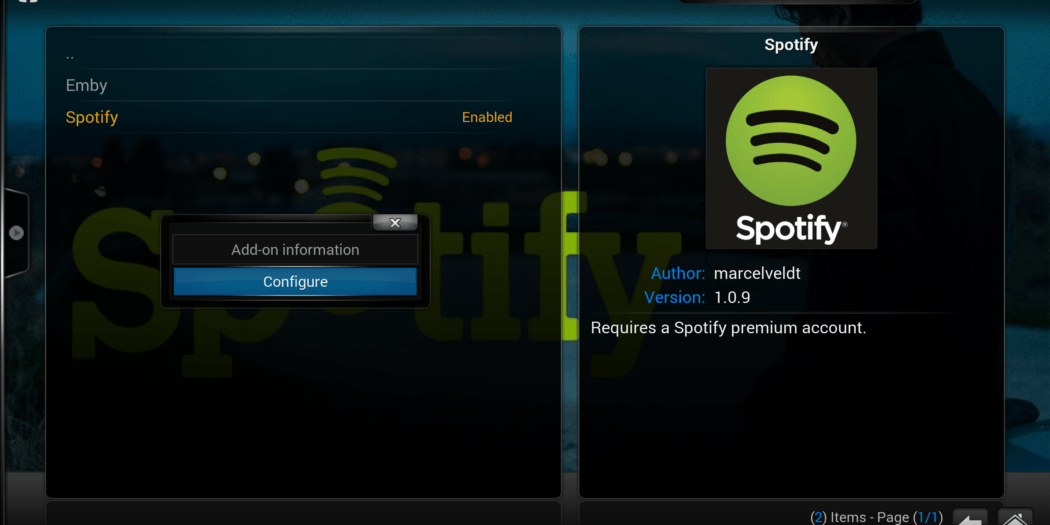 ..
Emby
Spotify Enabled
Spotify
Add-on information
Configure
Spotify
Spotify®
Author: marcelveldt
Version: 1.0.9
Requires a Spotify premium account.
(2) Items - Page (1/1)